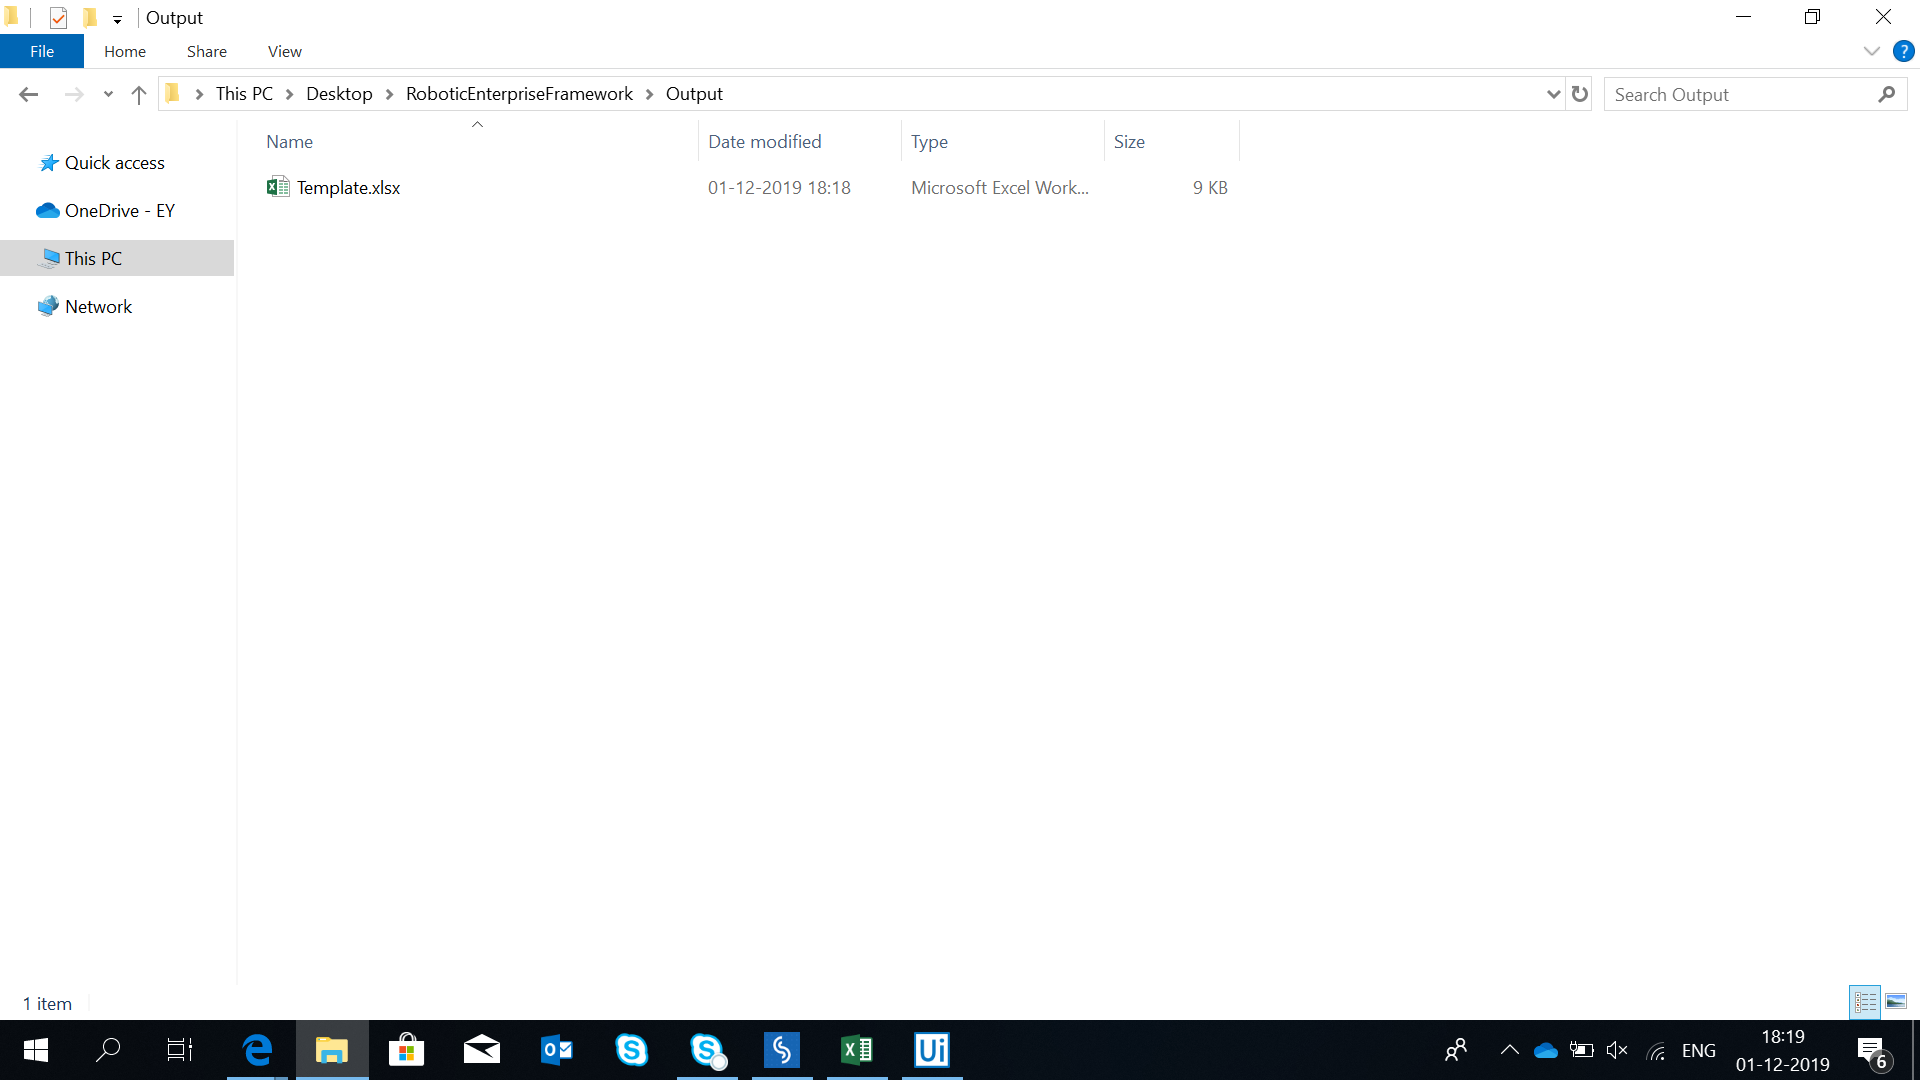 Output
File Home Share View
?
This PC Desktop RoboticEnterpriseFramework Output
Search Output
Name Date modified Type Size
Quick access
Template.xlsx 01-12-2019 18:18 Microsoft Excel Work... 9 KB
OneDrive - EY
This PC
Network
1 item
Ui
ENG
18:19
01-12-2019
6